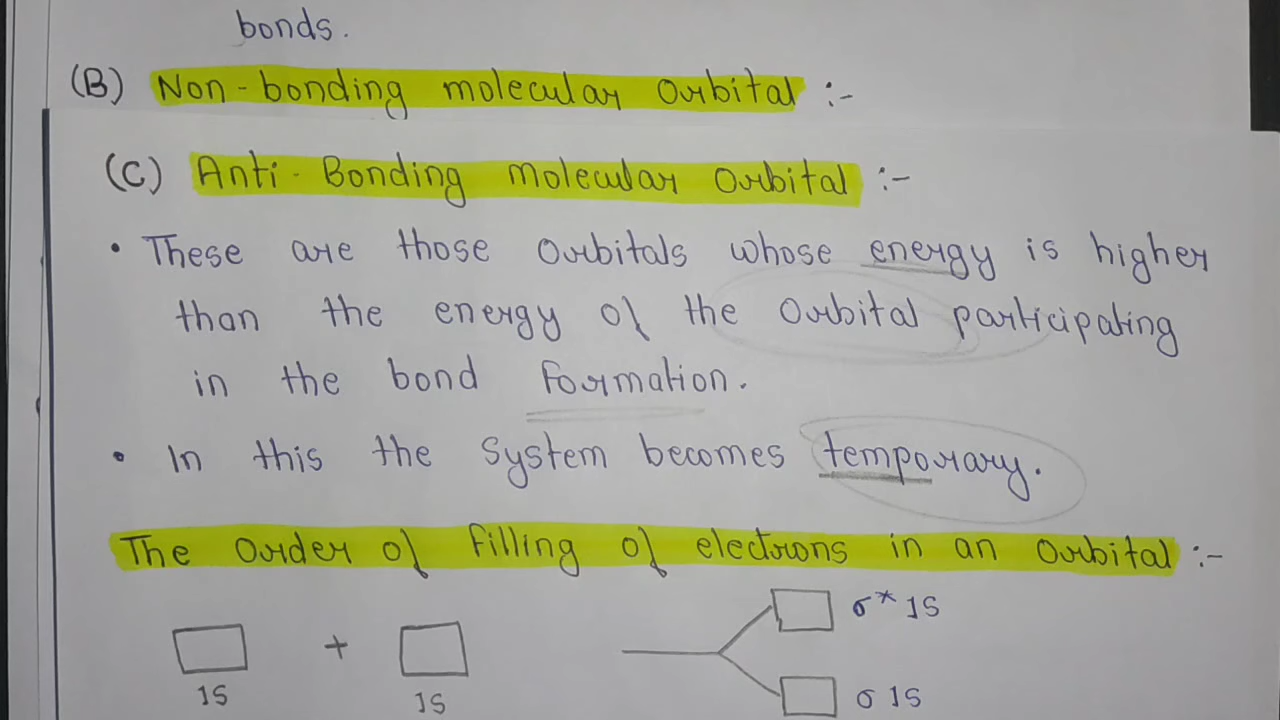 bonds.
(B) Non-bonding molecular Orbital :-
(C) Anti-Bonding molecular Orbital :-
• These are those Orbitals whose energy is higher
than the energy of the Orbital participating
in the bond formation.
• In this the system becomes temporary.
The Order of filling of electrons in an Orbital :-
σ* 1S
+
1S 1S
σ 1S